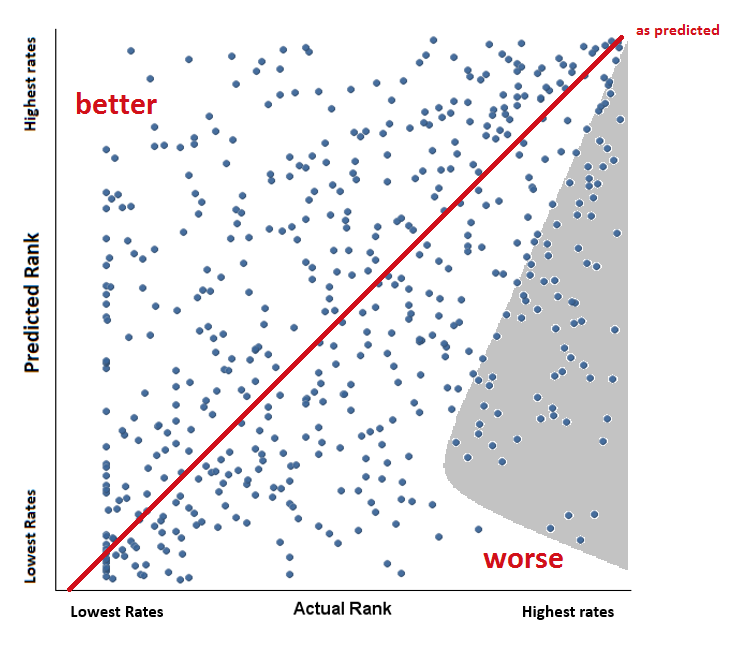 as predicted
Highest rates
better
Predicted Rank
Lowest Rates
worse
Lowest Rates
Actual Rank
Highest rates